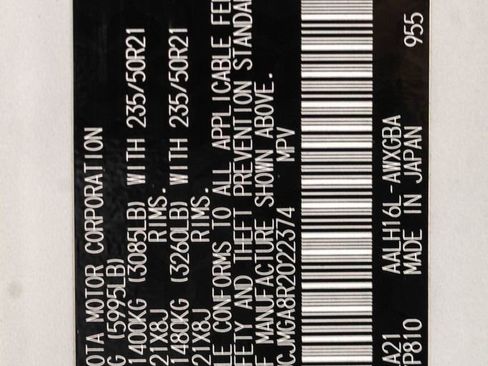 OTA MOTOR CORPORATION
G (5995LB)
1400KG (3085LB) WITH 235/50R21
21X8J RIMS.
1480KG (3260LB) WITH 235/50R21
21X8J RIMS.
LE CONFORMS TO ALL APPLICABLE FE
FETY AND THEFT PREVENTION STANDA
F MANUFACTURE SHOWN ABOVE.
CJMGA8R2022374 MPV
A21 AALH16L-AWXGBA
P810 MADE IN JAPAN 955